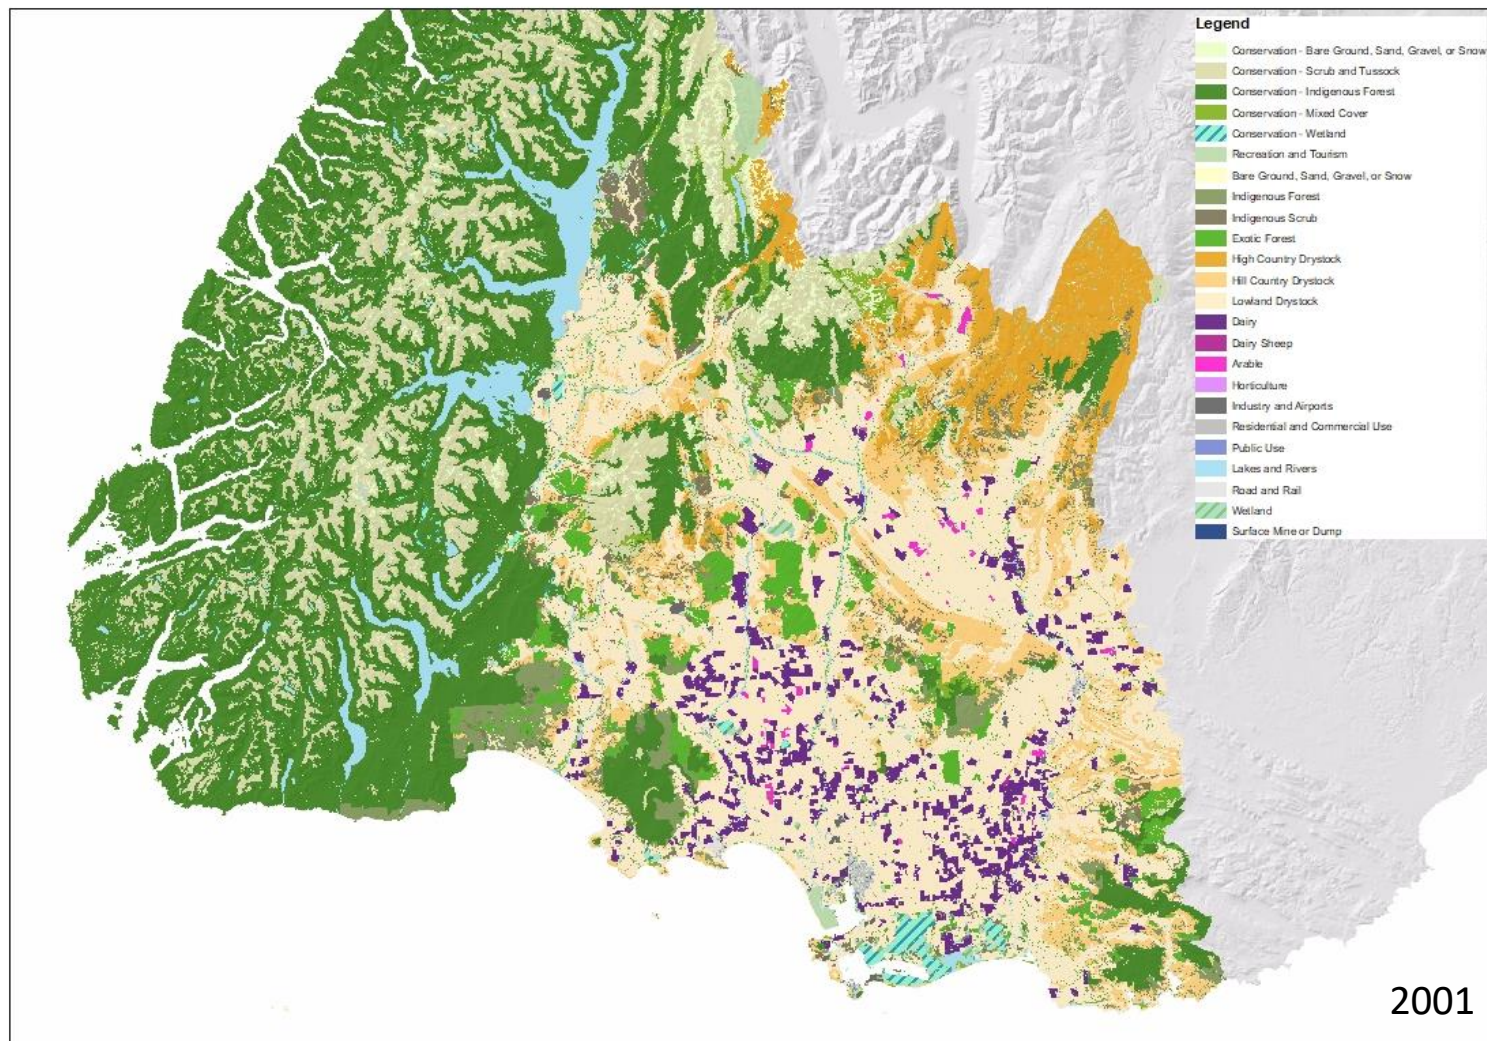 Legend
Conservation - Bare Ground, Sand, Gravel, or Snow
Conservation - Scrub and Tussock
Conservation - Indigenous Forest
Conservation - Mixed Cover
Conservation - Wetland
Recreation and Tourism
Bare Ground, Sand, Gravel, or Snow
Indigenous Forest
Indigenous Scrub
Exotic Forest
High Country Drystock
Hill Country Drystock
Lowland Drystock
Dairy
Dairy Sheep
Arable
Horticulture
Industry and Airports
Residential and Commercial Use
Public Use
Lakes and Rivers
Road and Rail
Wetland
Surface Mine or Dump
2001